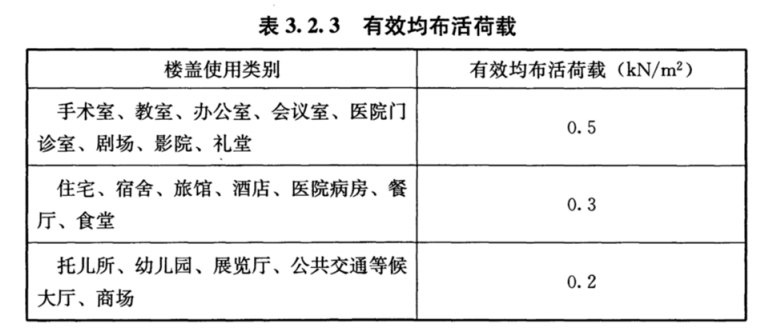 表 3.2.3 有效均布活荷载
楼盖使用类别
有效均布活荷载（kN/m²）
手术室、教室、办公室、会议室、医院门
诊室、剧场、影院、礼堂
0.5
住宅、宿舍、旅馆、酒店、医院病房、餐
厅、食堂
0.3
托儿所、幼儿园、展览厅、公共交通等候
大厅、商场
0.2